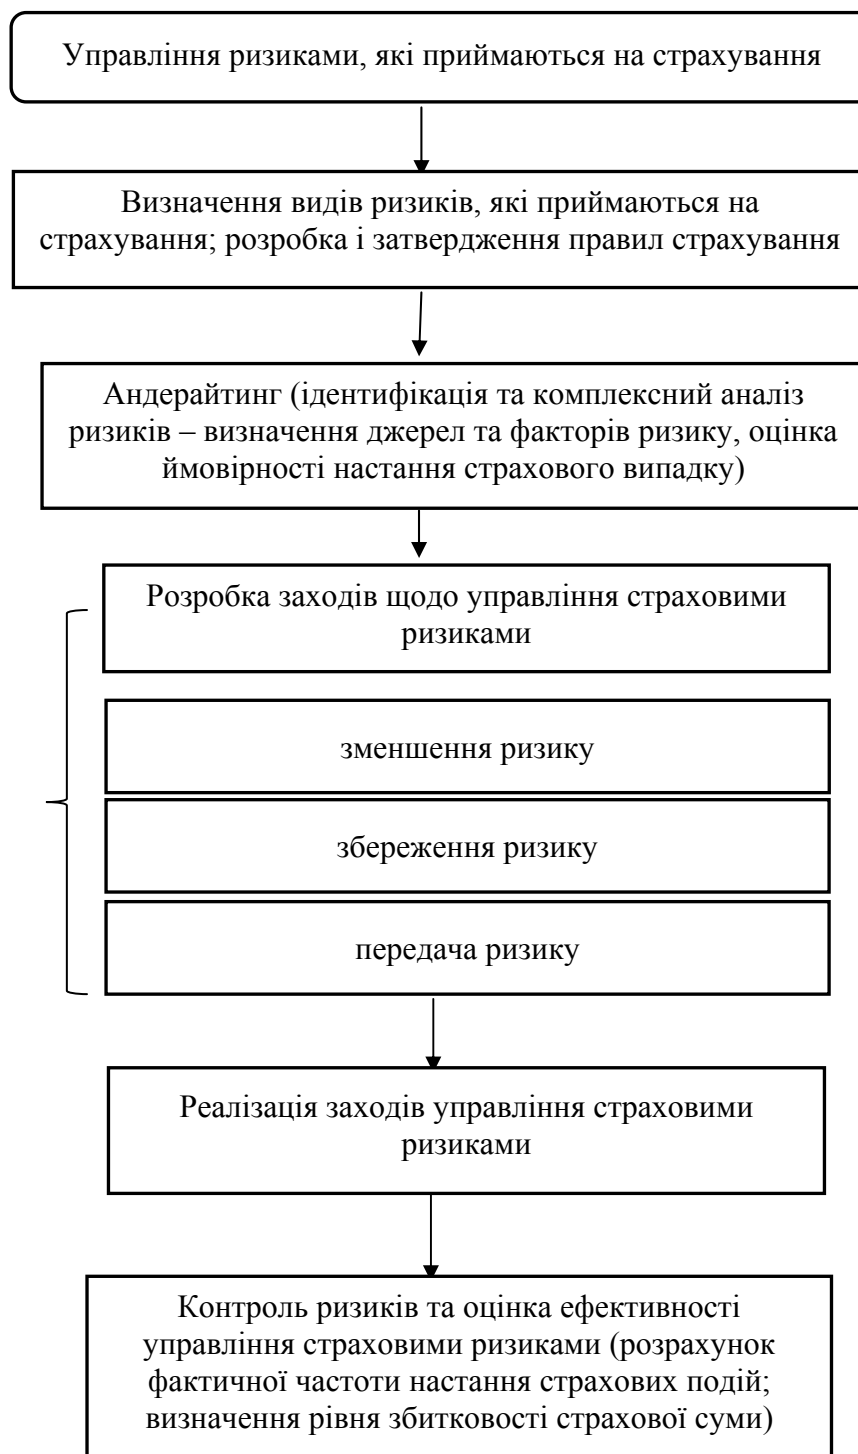 Управління ризиками, які приймаються на страхування
Визначення видів ризиків, які приймаються на
страхування; розробка і затвердження правил страхування
Андерайтинг (ідентифікація та комплексний аналіз
ризиків – визначення джерел та факторів ризику, оцінка
ймовірності настання страхового випадку)
Розробка заходів щодо управління страховими
ризиками
зменшення ризику
збереження ризику
передача ризику
Реалізація заходів управління страховими
ризиками
Контроль ризиків та оцінка ефективності
управління страховими ризиками (розрахунок
фактичної частоти настання страхових подій;
визначення рівня збитковості страхової суми)